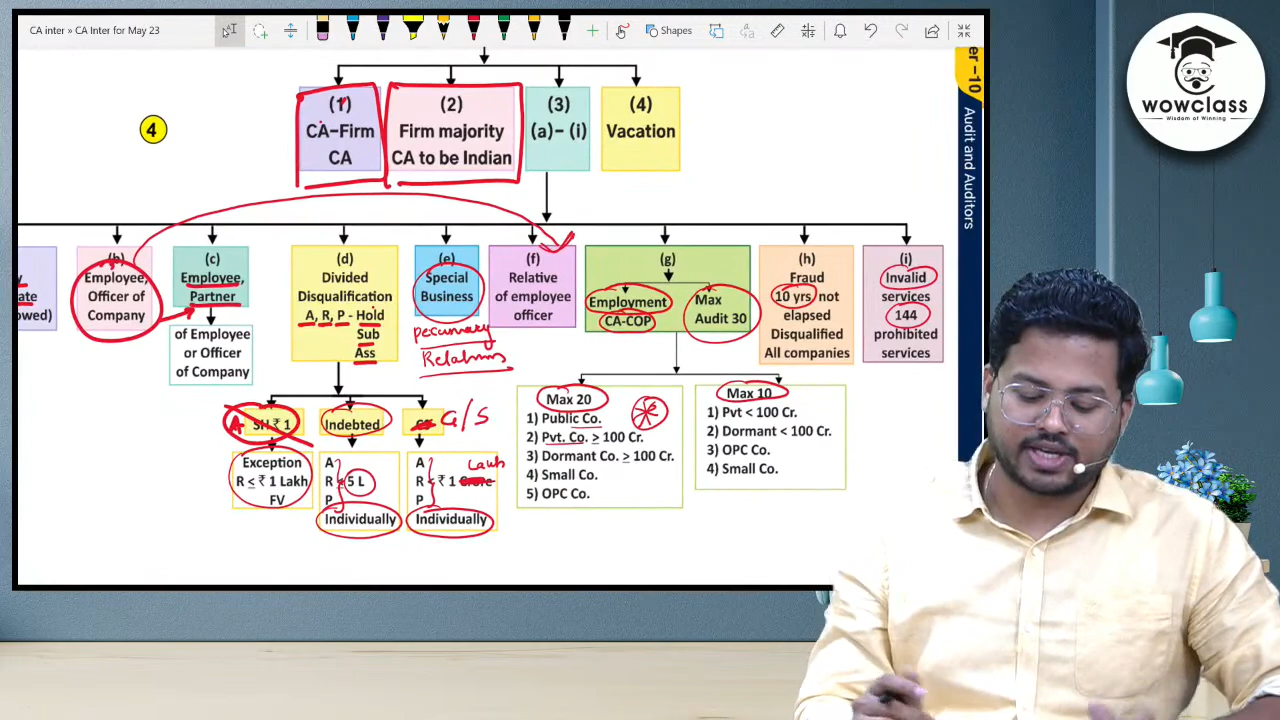 CA inter » CA Inter for May 23
Shapes
wowclass
Wisdom of Winning
er -10
Audit and Auditors
4
(1)
CA-Firm
CA
(2)
Firm majority
CA to be Indian
(3)
(a)- (i)
(4)
Vacation
owed)
(b)
Employee,
Officer of
Company
(c)
Employee,
Partner
of Employee
or Officer
of Company
(d)
Divided
Disqualification
A, R, P - Hold
Sub
Ass
(e)
Special
Business
pecuniary
Relations
(f)
Relative
of employee
officer
(g)
Employment
CA-COP
Max
Audit 30
(h)
Fraud
10 yrs not
elapsed
Disqualified
All companies
(i)
Invalid
services
144
prohibited
services
A
SH ₹ 1
Exception
R ≤ ₹ 1 Lakh
FV
Indebted
A
R ≤ 5 L
P
Individually
G/S
A
R < ₹ 1 Crore
Lakh
P
Individually
Max 20
1) Public Co.
2) Pvt. Co. ≥ 100 Cr.
3) Dormant Co. ≥ 100 Cr.
4) Small Co.
5) OPC Co.
Max 10
1) Pvt < 100 Cr.
2) Dormant < 100 Cr.
3) OPC Co.
4) Small Co.